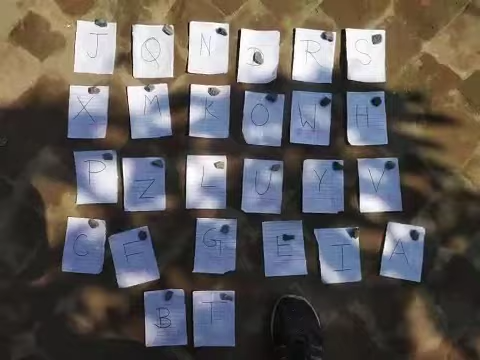 J Q N D R S
X M K O W H
P Z L U Y V
C F G E I A
B T